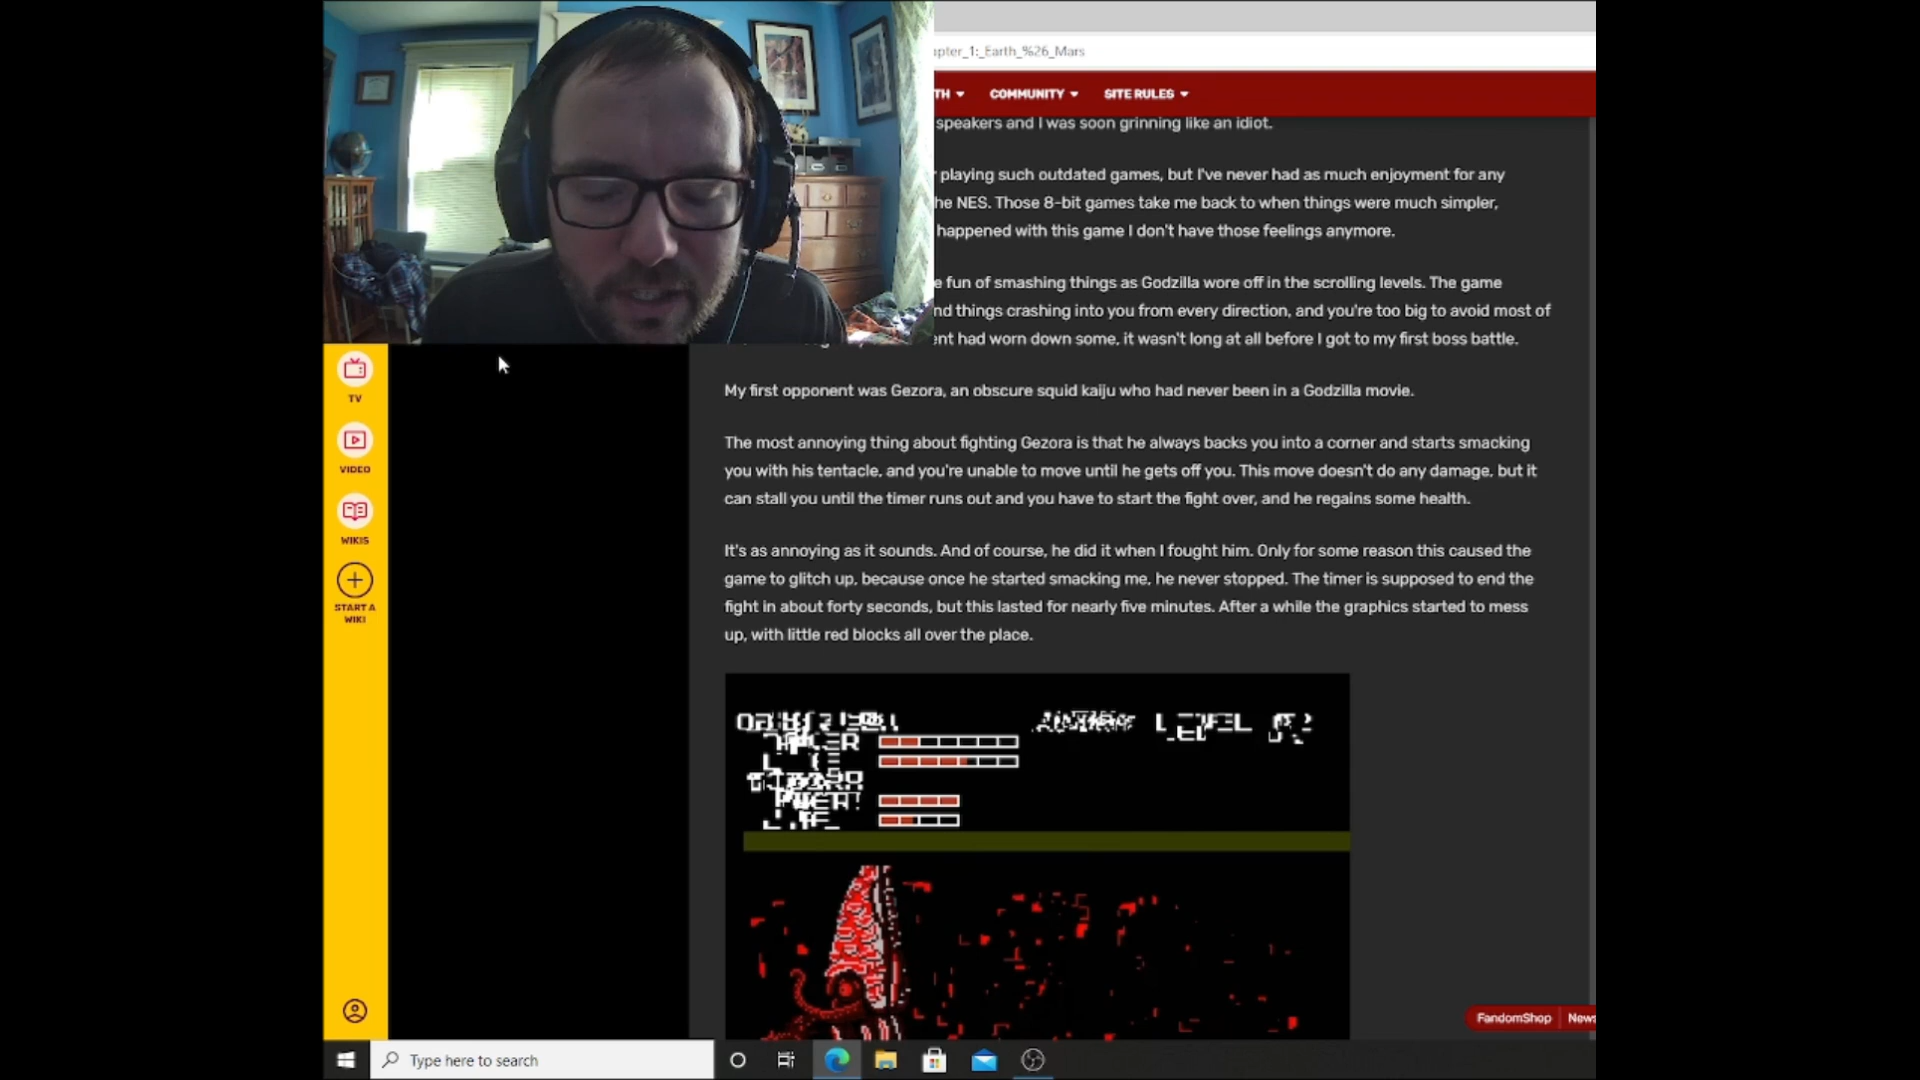 apter_1:_Earth_%26_Mars
TH
COMMUNITY
SITE RULES
speakers and I was soon grinning like an idiot.
playing such outdated games, but I've never had as much enjoyment for any
he NES. Those 8-bit games take me back to when things were much simpler,
happened with this game I don't have those feelings anymore.
e fun of smashing things as Godzilla wore off in the scrolling levels. The game
nd things crashing into you from every direction, and you're too big to avoid most of
ent had worn down some, it wasn't long at all before I got to my first boss battle.
My first opponent was Gezora, an obscure squid kaiju who had never been in a Godzilla movie.
The most annoying thing about fighting Gezora is that he always backs you into a corner and starts smacking
you with his tentacle, and you're unable to move until he gets off you. This move doesn't do any damage, but it
can stall you until the timer runs out and you have to start the fight over, and he regains some health.
It's as annoying as it sounds. And of course, he did it when I fought him. Only for some reason this caused the
game to glitch up, because once he started smacking me, he never stopped. The timer is supposed to end the
fight in about forty seconds, but this lasted for nearly five minutes. After a while the graphics started to mess
up, with little red blocks all over the place.
TV
VIDEO
WIKIS
START A
WIKI
FandomShop
News
Type here to search